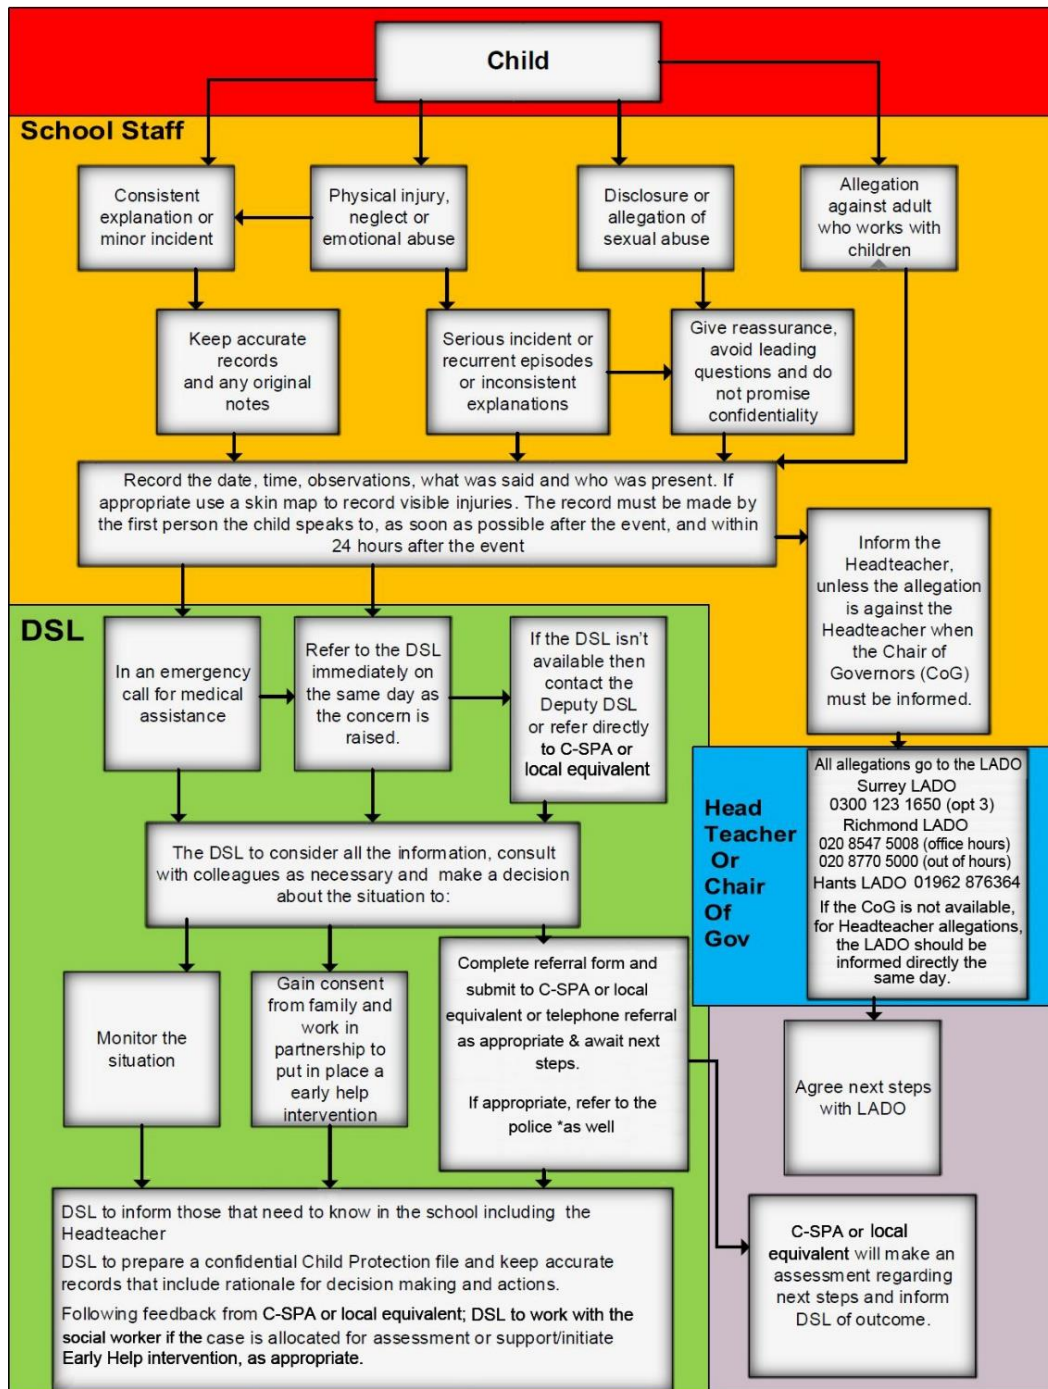 Child
School Staff
Consistent
explanation or
minor incident
Physical injury,
neglect or
emotional abuse
Disclosure or
allegation of
sexual abuse
Allegation
against adult
who works with
children
Keep accurate
records
and any original
notes
Serious incident or
recurrent episodes
or inconsistent
explanations
Give reassurance,
avoid leading
questions and do
not promise
confidentiality
Record the date, time, observations, what was said and who was present. If
appropriate use a skin map to record visible injuries. The record must be made by
the first person the child speaks to, as soon as possible after the event, and within
24 hours after the event
Inform the
Headteacher,
unless the allegation
is against the
Headteacher when
the Chair of
Governors (CoG)
must be informed.
DSL
In an emergency
call for medical
assistance
Refer to the DSL
immediately on
the same day as
the concern is
raised.
If the DSL isn't
available then
contact the
Deputy DSL
or refer directly
to C-SPA or
local equivalent
Head
Teacher
Or
Chair
Of
Gov
All allegations go to the LADO
Surrey LADO
0300 123 1650 (opt 3)
Richmond LADO
020 8547 5008 (office hours)
020 8770 5000 (out of hours)
Hants LADO 01962 876364
If the CoG is not available,
for Headteacher allegations,
the LADO should be
informed directly the
same day.
The DSL to consider all the information, consult
with colleagues as necessary and make a decision
about the situation to:
Monitor the
situation
Gain consent
from family and
work in
partnership to
put in place a
early help
intervention
Complete referral form and
submit to C-SPA or local
equivalent or telephone referral
as appropriate & await next
steps.
If appropriate, refer to the
police *as well
Agree next steps
with LADO
DSL to inform those that need to know in the school including the
Headteacher
DSL to prepare a confidential Child Protection file and keep accurate
records that include rationale for decision making and actions.
Following feedback from C-SPA or local equivalent; DSL to work with the
social worker if the case is allocated for assessment or support/initiate
Early Help intervention, as appropriate.
C-SPA or local
equivalent will make an
assessment regarding
next steps and inform
DSL of outcome.